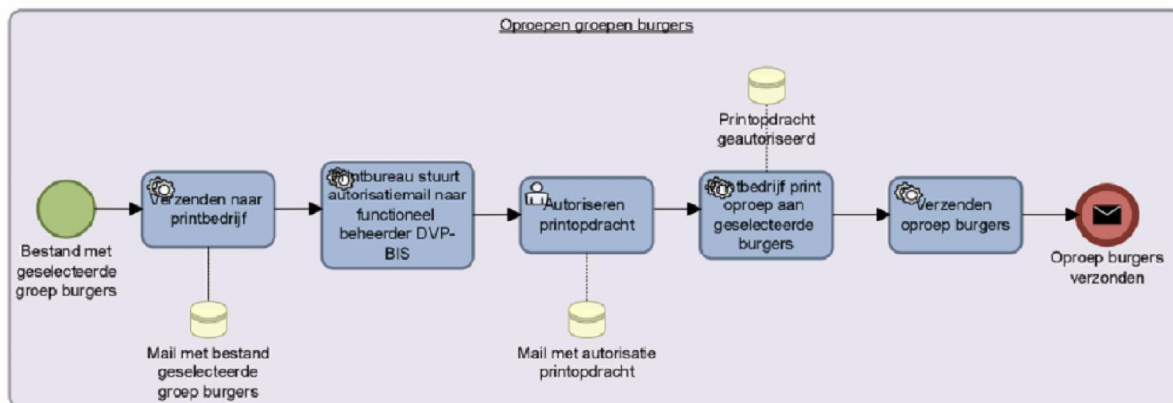 Oproepen groepen burgers
Printopdracht
geautoriseerd
Bestand met
geselecteerde
groep burgers
Verzenden naar
printbedrijf
Mail met bestand
geselecteerde
groep burgers
stuurt
autorisatiemail naar
functioneel
beheerder DVP-
BIS
Autoriseren
printopdracht
Mail met autorisatie
printopdracht
print
oproep aan
geselecteerde
burgers
Verzenden
oproep burgers
Oproep burgers
verzonden